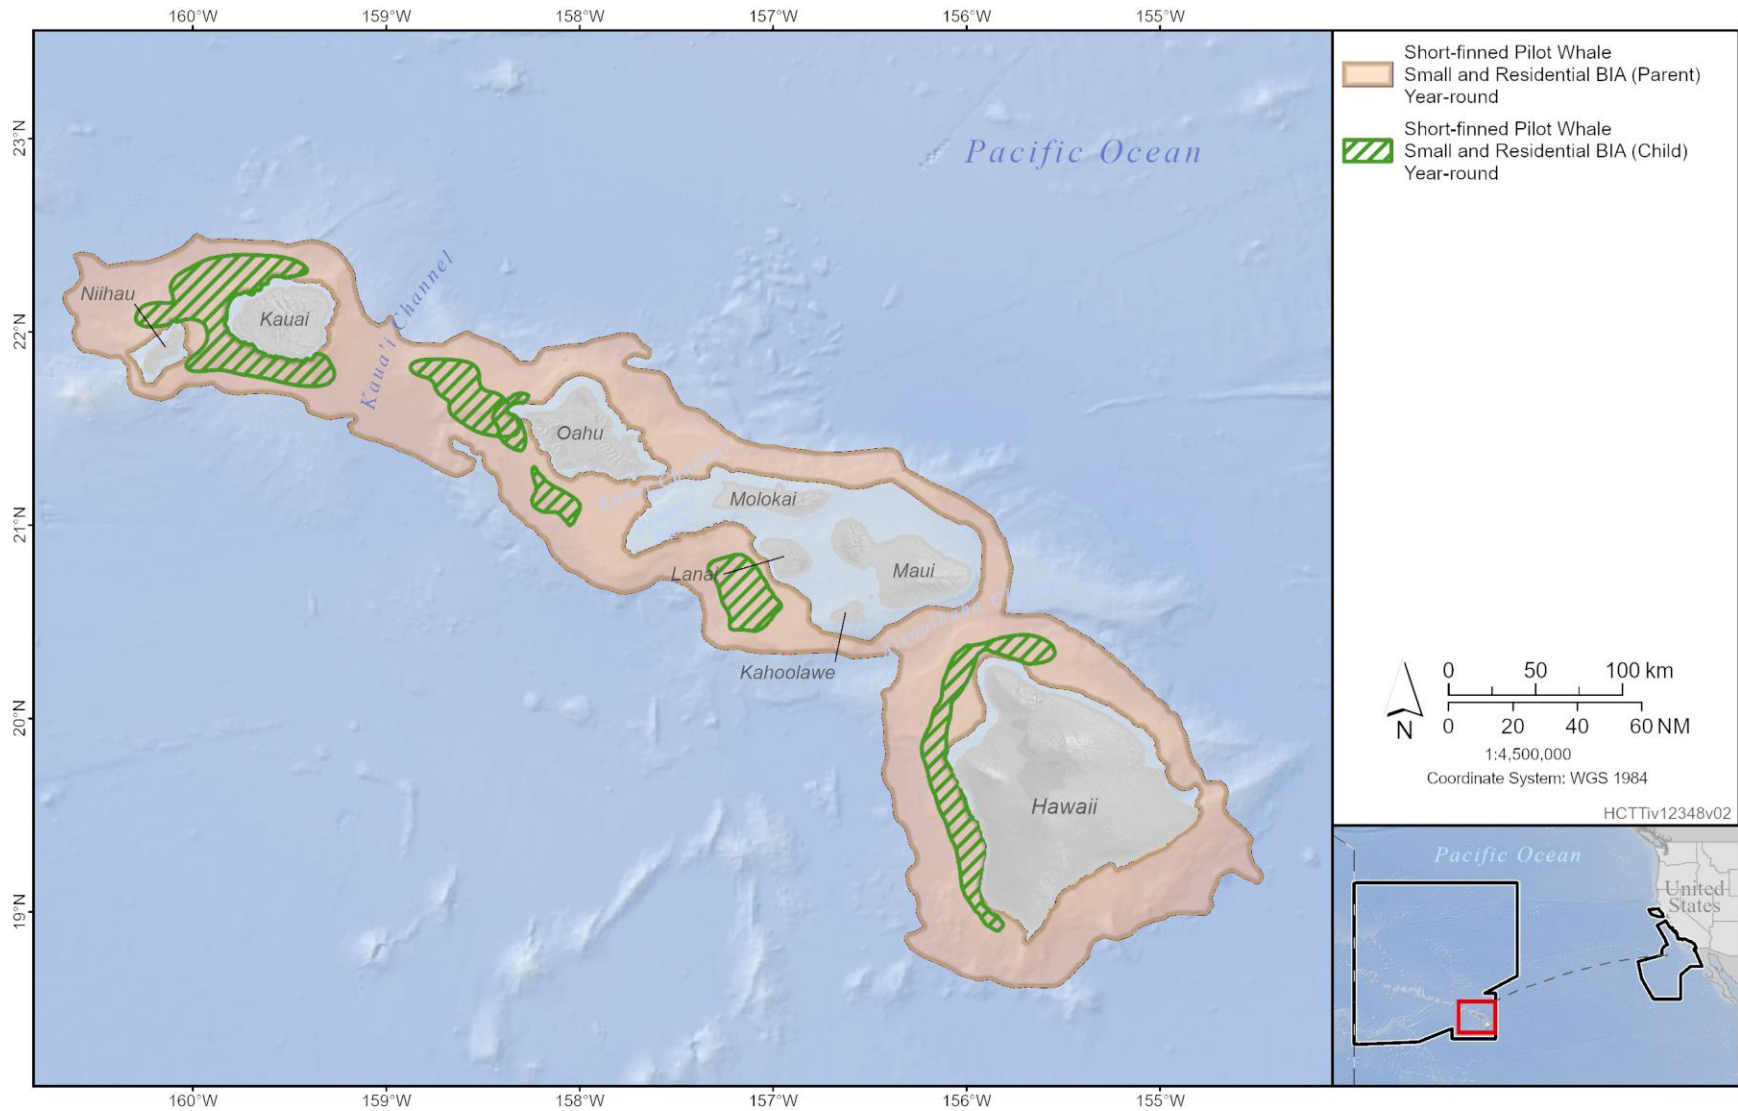 160°W 159°W 158°W 157°W 156°W 155°W
23°N
22°N
21°N
20°N
19°N
Pacific Ocean
Kaua'i Channel
Niihau
Kauai
Oahu
Molokai
Lanai
Maui
Kahoolawe
Hawaii
160°W 159°W 158°W 157°W 156°W 155°W
Short-finned Pilot Whale
Small and Residential BIA (Parent)
Year-round
Short-finned Pilot Whale
Small and Residential BIA (Child)
Year-round
N
0 50 100 km
0 20 40 60 NM
1:4,500,000
Coordinate System: WGS 1984
HCTTiv12348v02
Pacific Ocean
United
States